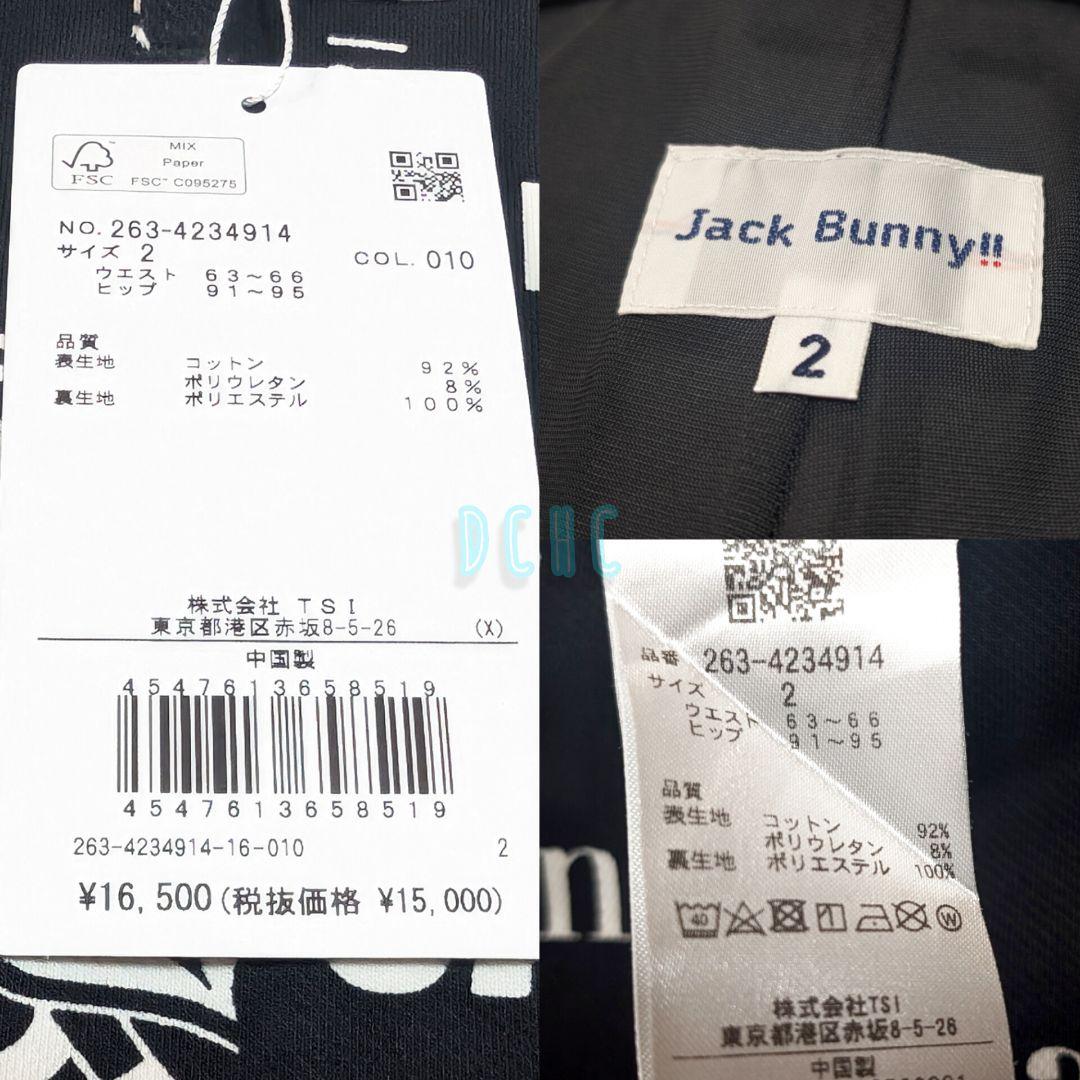 MIX
Paper
FSC
FSC™ C095275
NO. 263-4234914
サイズ 2
COL. 010
ウエスト 63～66
ヒップ 91～95
品質
表生地 コットン 92%
ポリウレタン 8%
裏生地 ポリエステル 100%
株式会社 TSI
東京都港区赤坂8-5-26 (X)
中国製
4547613658519
4547613658519
263-4234914-16-010 2
¥16,500(税抜価格 ¥15,000)
Jack Bunny!!
2
DCHC
品番 263-4234914
サイズ 2
ウエスト 63～66
ヒップ 91～95
品質
表生地 コットン 92%
ポリウレタン 8%
裏生地 ポリエステル 100%
40
W
株式会社TSI
東京都港区赤坂8-5-26
中国製
n